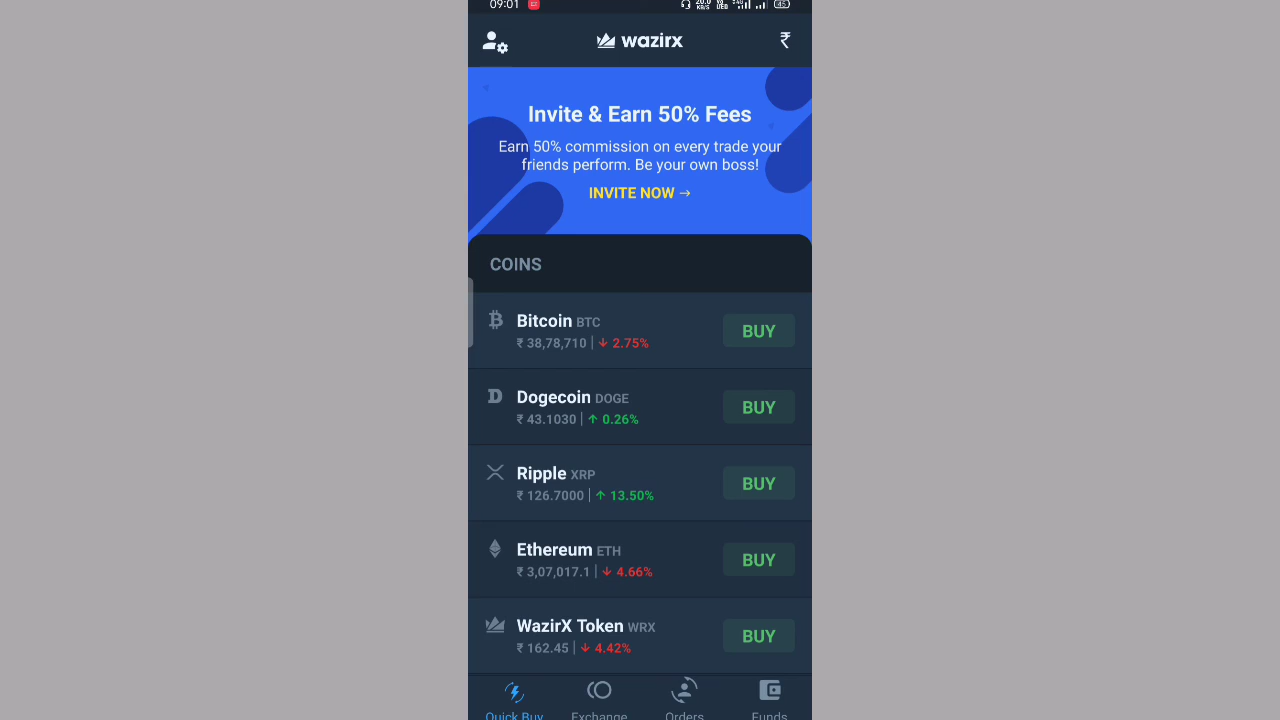 09:01
wazirx ₹
Invite & Earn 50% Fees
Earn 50% commission on every trade your
friends perform. Be your own boss!
INVITE NOW →
COINS
Bitcoin BTC
₹ 38,78,710 | ↓ 2.75%
BUY
Dogecoin DOGE
₹ 43.1030 | ↑ 0.26%
BUY
Ripple XRP
₹ 126.7000 | ↑ 13.50%
BUY
Ethereum ETH
₹ 3,07,017.1 | ↓ 4.66%
BUY
WazirX Token WRX
₹ 162.45 | ↓ 4.42%
BUY
Quick Buy Exchange Orders Funds